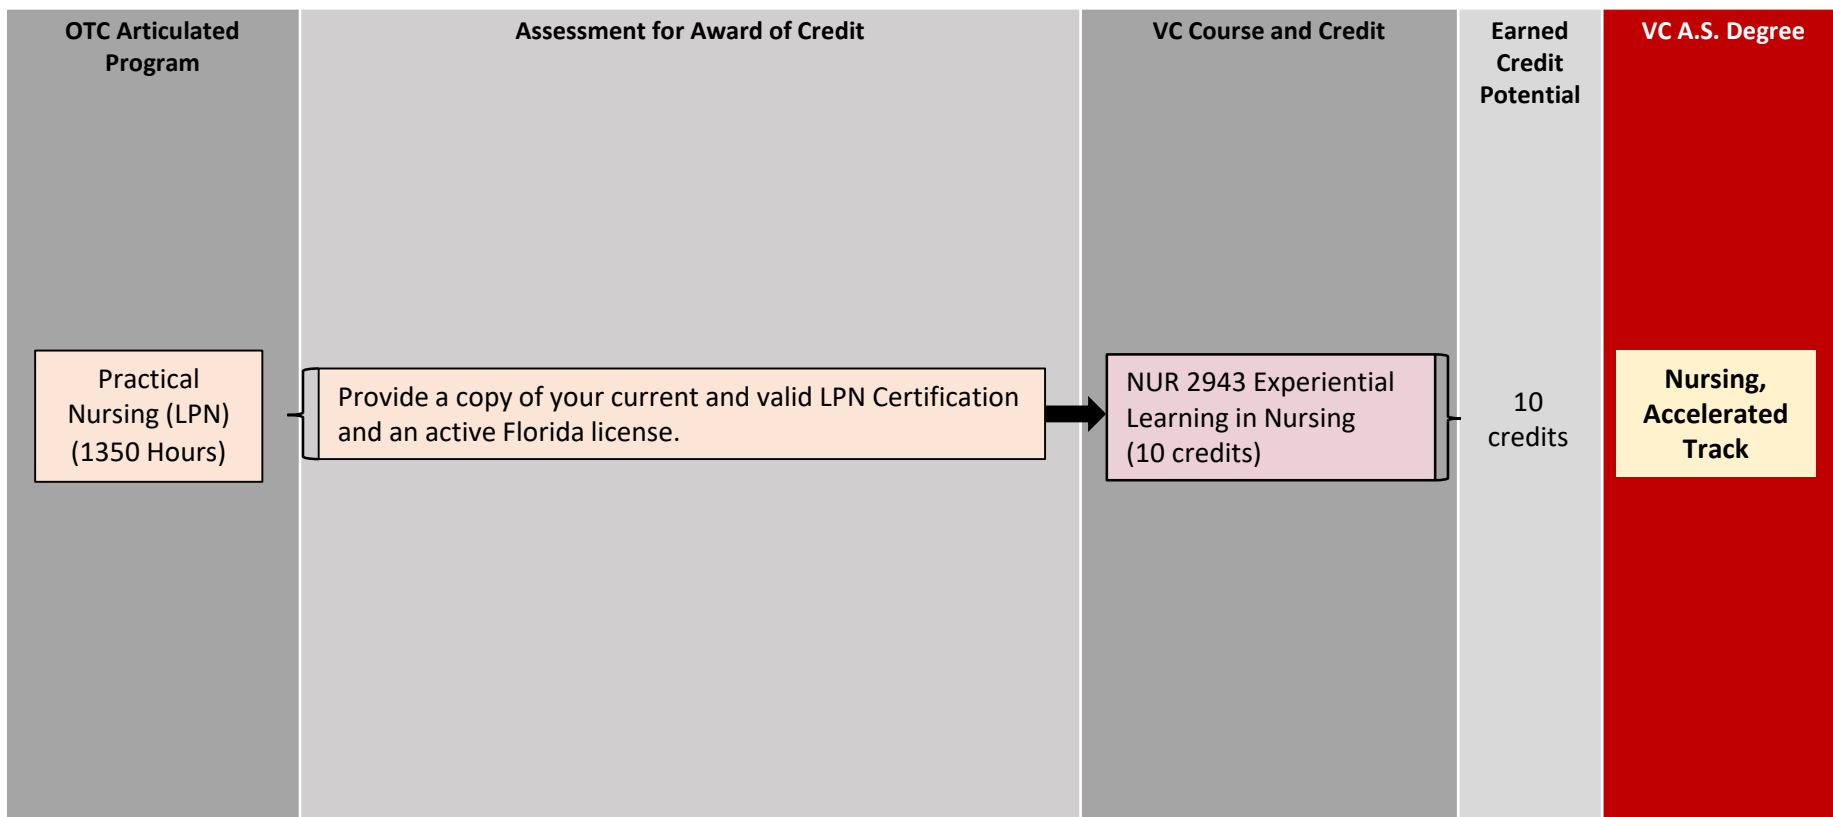 OTC Articulated
Program
Assessment for Award of Credit
VC Course and Credit
Earned
Credit
Potential
VC A.S. Degree
Practical
Nursing (LPN)
(1350 Hours)
Provide a copy of your current and valid LPN Certification
and an active Florida license.
NUR 2943 Experiential
Learning in Nursing
(10 credits)
10
credits
Nursing,
Accelerated
Track